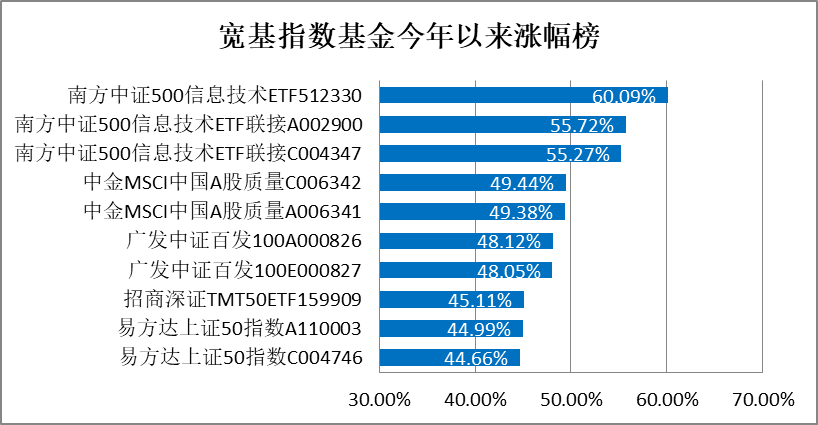 宽基指数基金今年以来涨幅榜
南方中证500信息技术ETF512330 60.09%
南方中证500信息技术ETF联接A002900 55.72%
南方中证500信息技术ETF联接C004347 55.27%
中金MSCI中国A股质量C006342 49.44%
中金MSCI中国A股质量A006341 49.38%
广发中证百发100A000826 48.12%
广发中证百发100E000827 48.05%
招商深证TMT50ETF159909 45.11%
易方达上证50指数A110003 44.99%
易方达上证50指数C004746 44.66%
30.00% 40.00% 50.00% 60.00% 70.00%